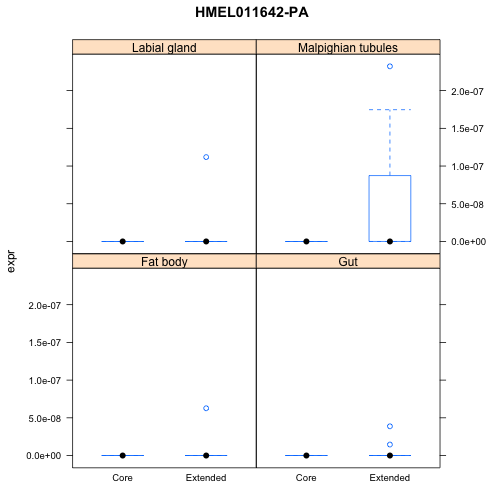 HMEL011642-PA
Labial gland
Malpighian tubules
2.0e-07
1.5e-07
1.0e-07
5.0e-08
0.0e+00
expr
Fat body
Gut
2.0e-07
1.5e-07
1.0e-07
5.0e-08
0.0e+00
Core
Extended
Core
Extended